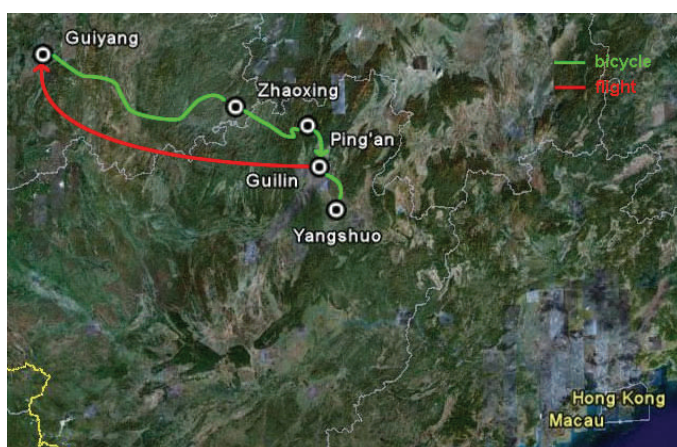 Guiyang
bicycle
flight
Zhaoxing
Ping'an
Guilin
Yangshuo
Hong Kong
Macau